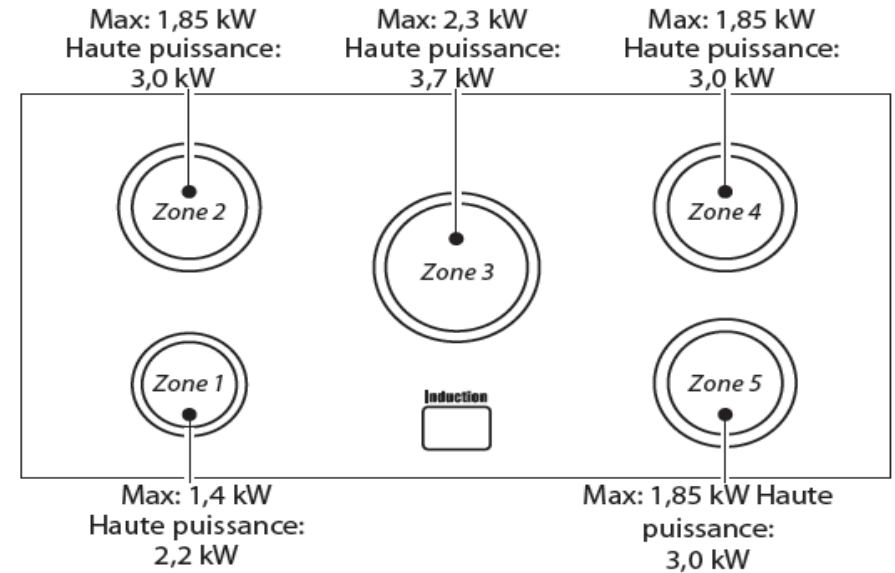 Max: 1,85 kW
Haute puissance:
3,0 kW
Max: 2,3 kW
Haute puissance:
3,7 kW
Max: 1,85 kW
Haute puissance:
3,0 kW
Zone 2
Zone 3
Zone 4
Zone 1
Induction
Zone 5
Max: 1,4 kW
Haute puissance:
2,2 kW
Max: 1,85 kW Haute
puissance:
3,0 kW